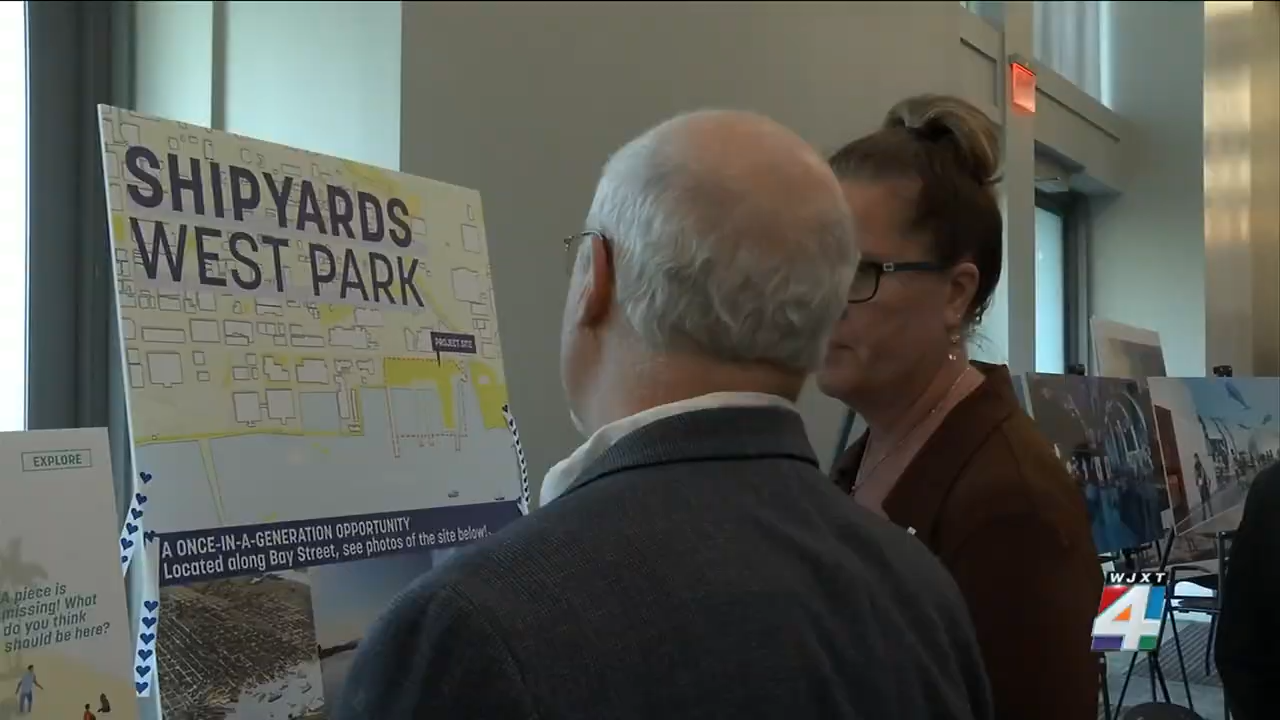 SHIPYARDS
WEST PARK
PROJECT SITE
A ONCE-IN-A-GENERATION OPPORTUNITY
Located along Bay Street, see photos of the site below!
EXPLORE
A piece is
missing! What
do you think
should be here?
WJXT
4